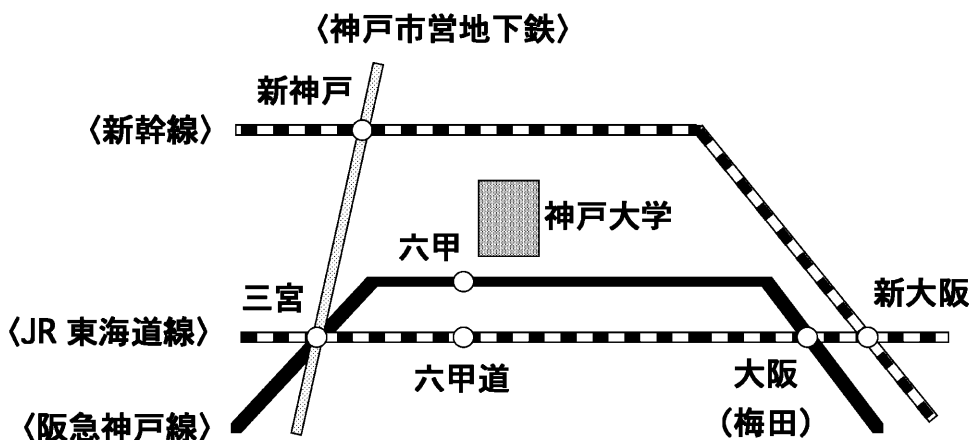 〈神戸市営地下鉄〉
新神戸
〈新幹線〉
神戸大学
六甲
三宮
新大阪
〈JR 東海道線〉
六甲道
大阪
（梅田）
〈阪急神戸線〉